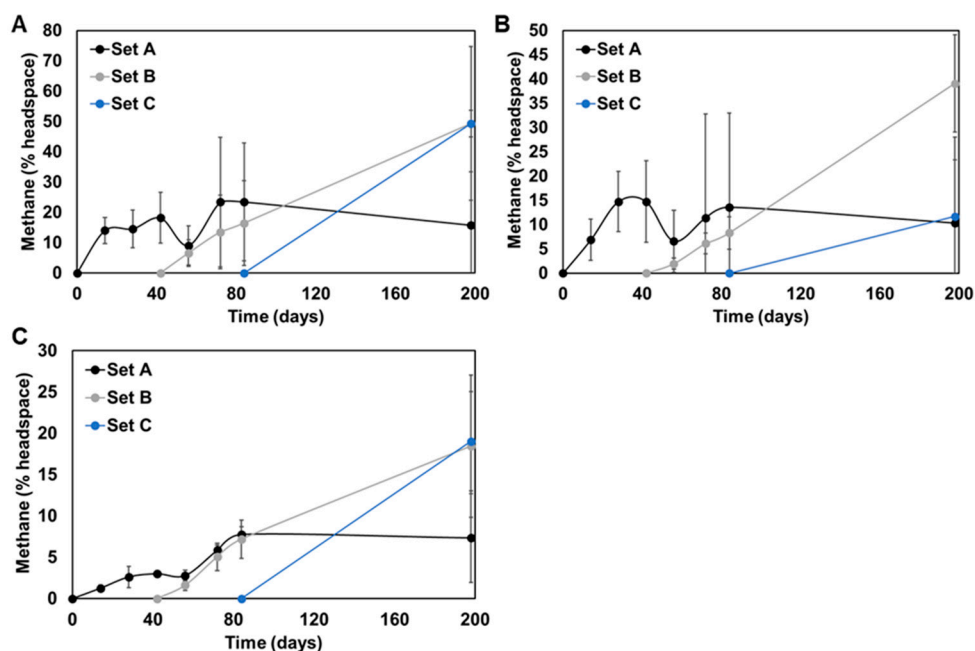 A
Methane (% headspace)
80
70
60
50
40
30
20
10
0
Set A
Set B
Set C
0 40 80 120 160 200
Time (days)
B
Methane (% headspace)
50
45
40
35
30
25
20
15
10
5
0
Set A
Set B
Set C
0 40 80 120 160 200
Time (days)
C
Methane (% headspace)
30
25
20
15
10
5
0
Set A
Set B
Set C
0 40 80 120 160 200
Time (days)